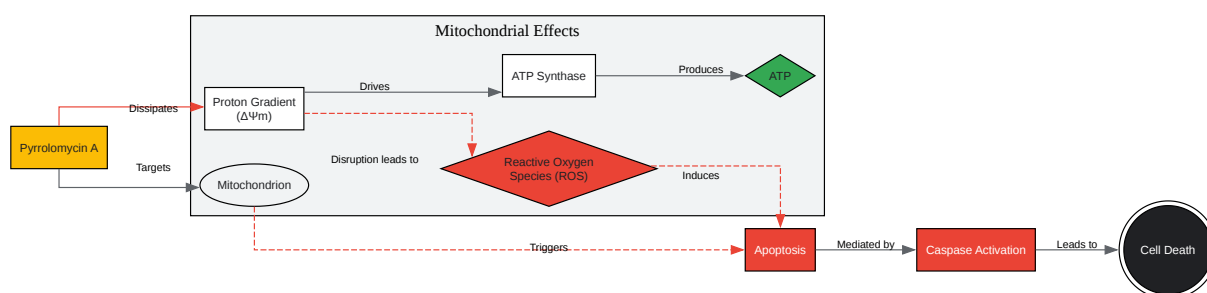 Mitochondrial Effects
Pyrrolomycin A
Dissipates
Targets
Proton Gradient
(ΔΨm)
Mitochondrion
Drives
Disruption leads to
ATP Synthase
Reactive Oxygen
Species (ROS)
Triggers
Produces
Induces
ATP
Apoptosis
Mediated by
Caspase Activation
Leads to
Cell Death